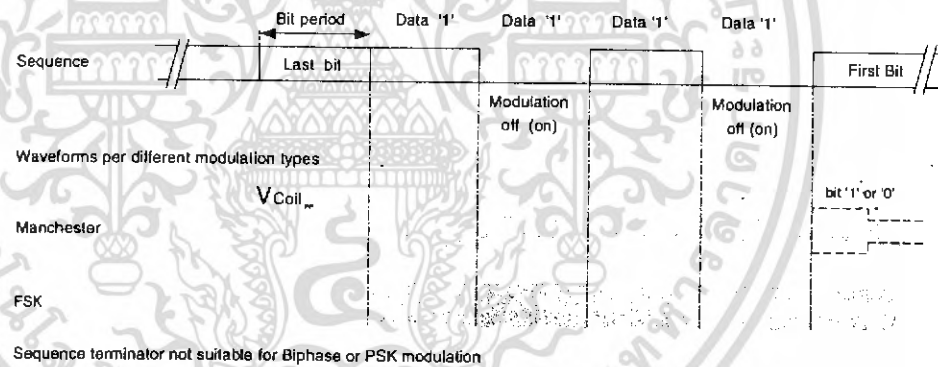 Bit period Data '1' Data '1' Data '1' Data '1'
Sequence Last bit First Bit
Modulation off (on) Modulation off (on)
Waveforms per different modulation types
V Coil
bit '1' or '0'
Manchester
FSK
Sequence terminator not suitable for Biphase or PSK modulation